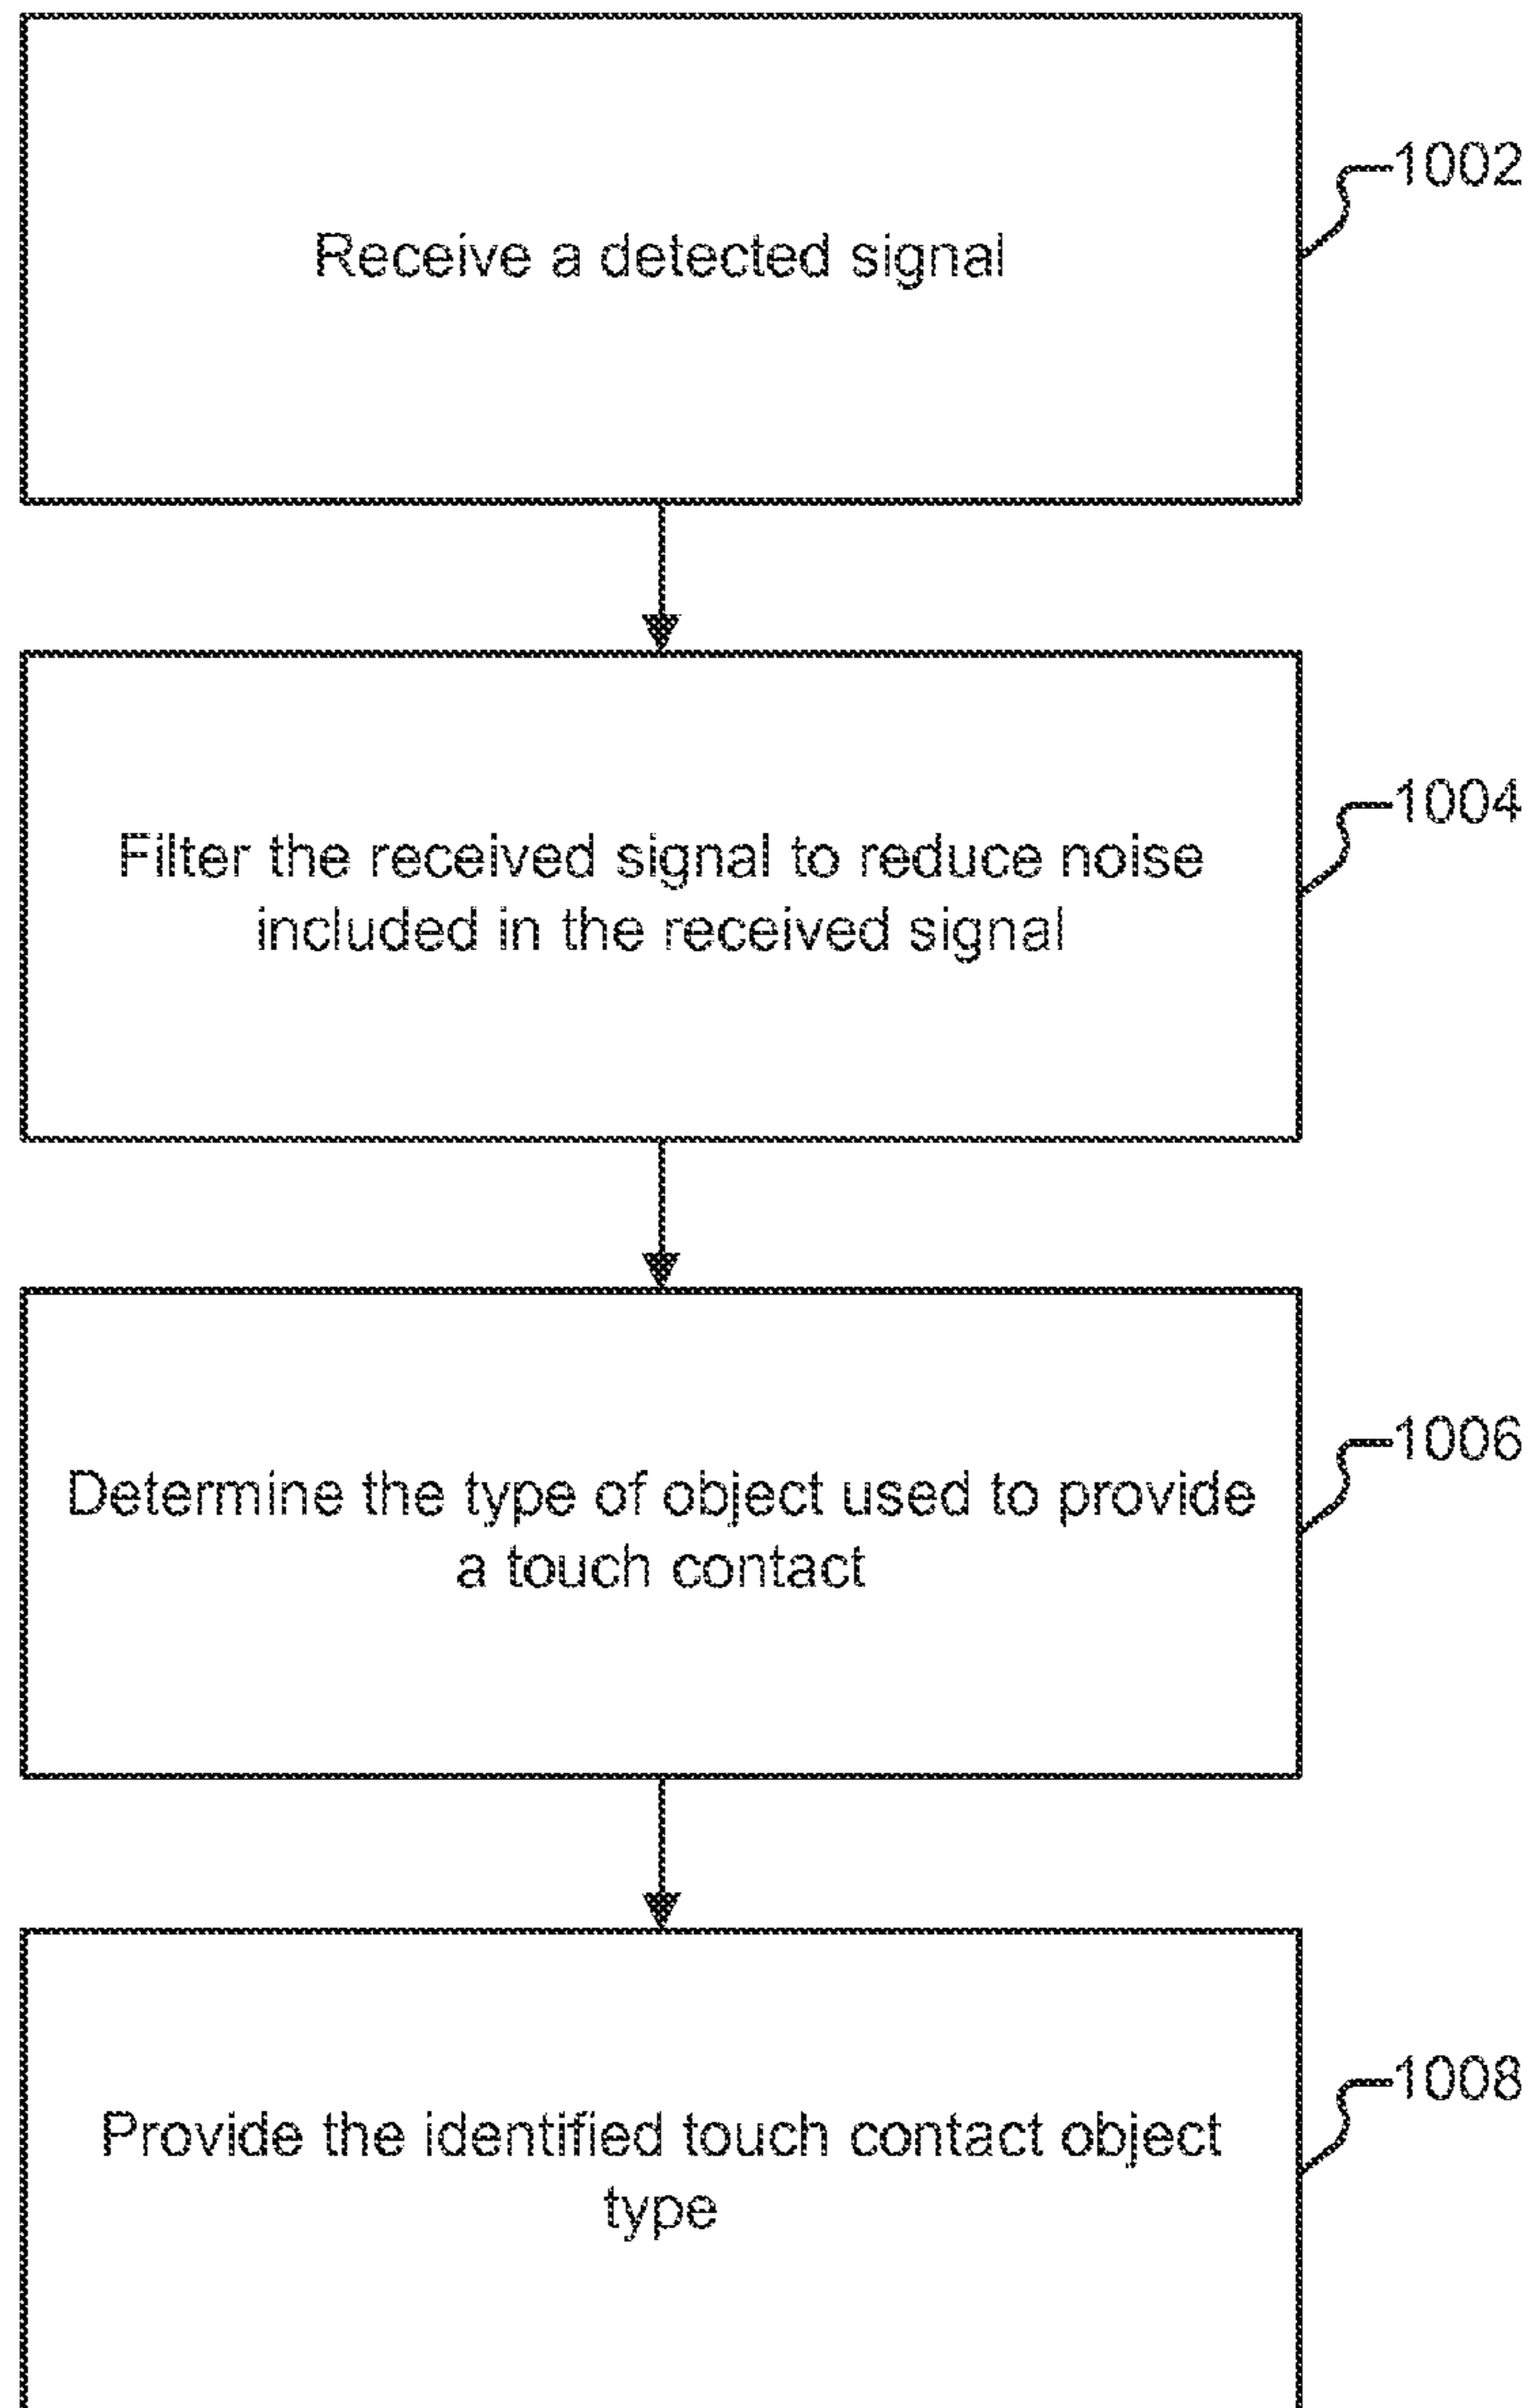 Receive a detected signal
1002
Filter the received signal to reduce noise
included in the received signal
1004
Determine the type of object used to provide
a touch contact
1006
Provide the identified touch contact object
type
1008